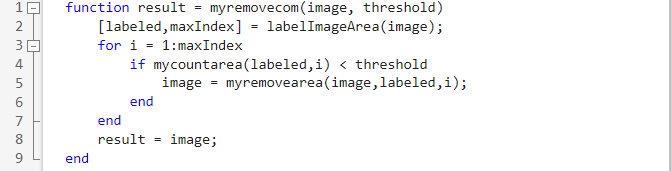 1 function result = myremovecom(image, threshold)
2 [labeled,maxIndex] = labelImageArea(image);
3 for i = 1:maxIndex
4 if mycountarea(labeled,i) < threshold
5 image = myremovearea(image,labeled,i);
6 end
7 end
8 result = image;
9 end